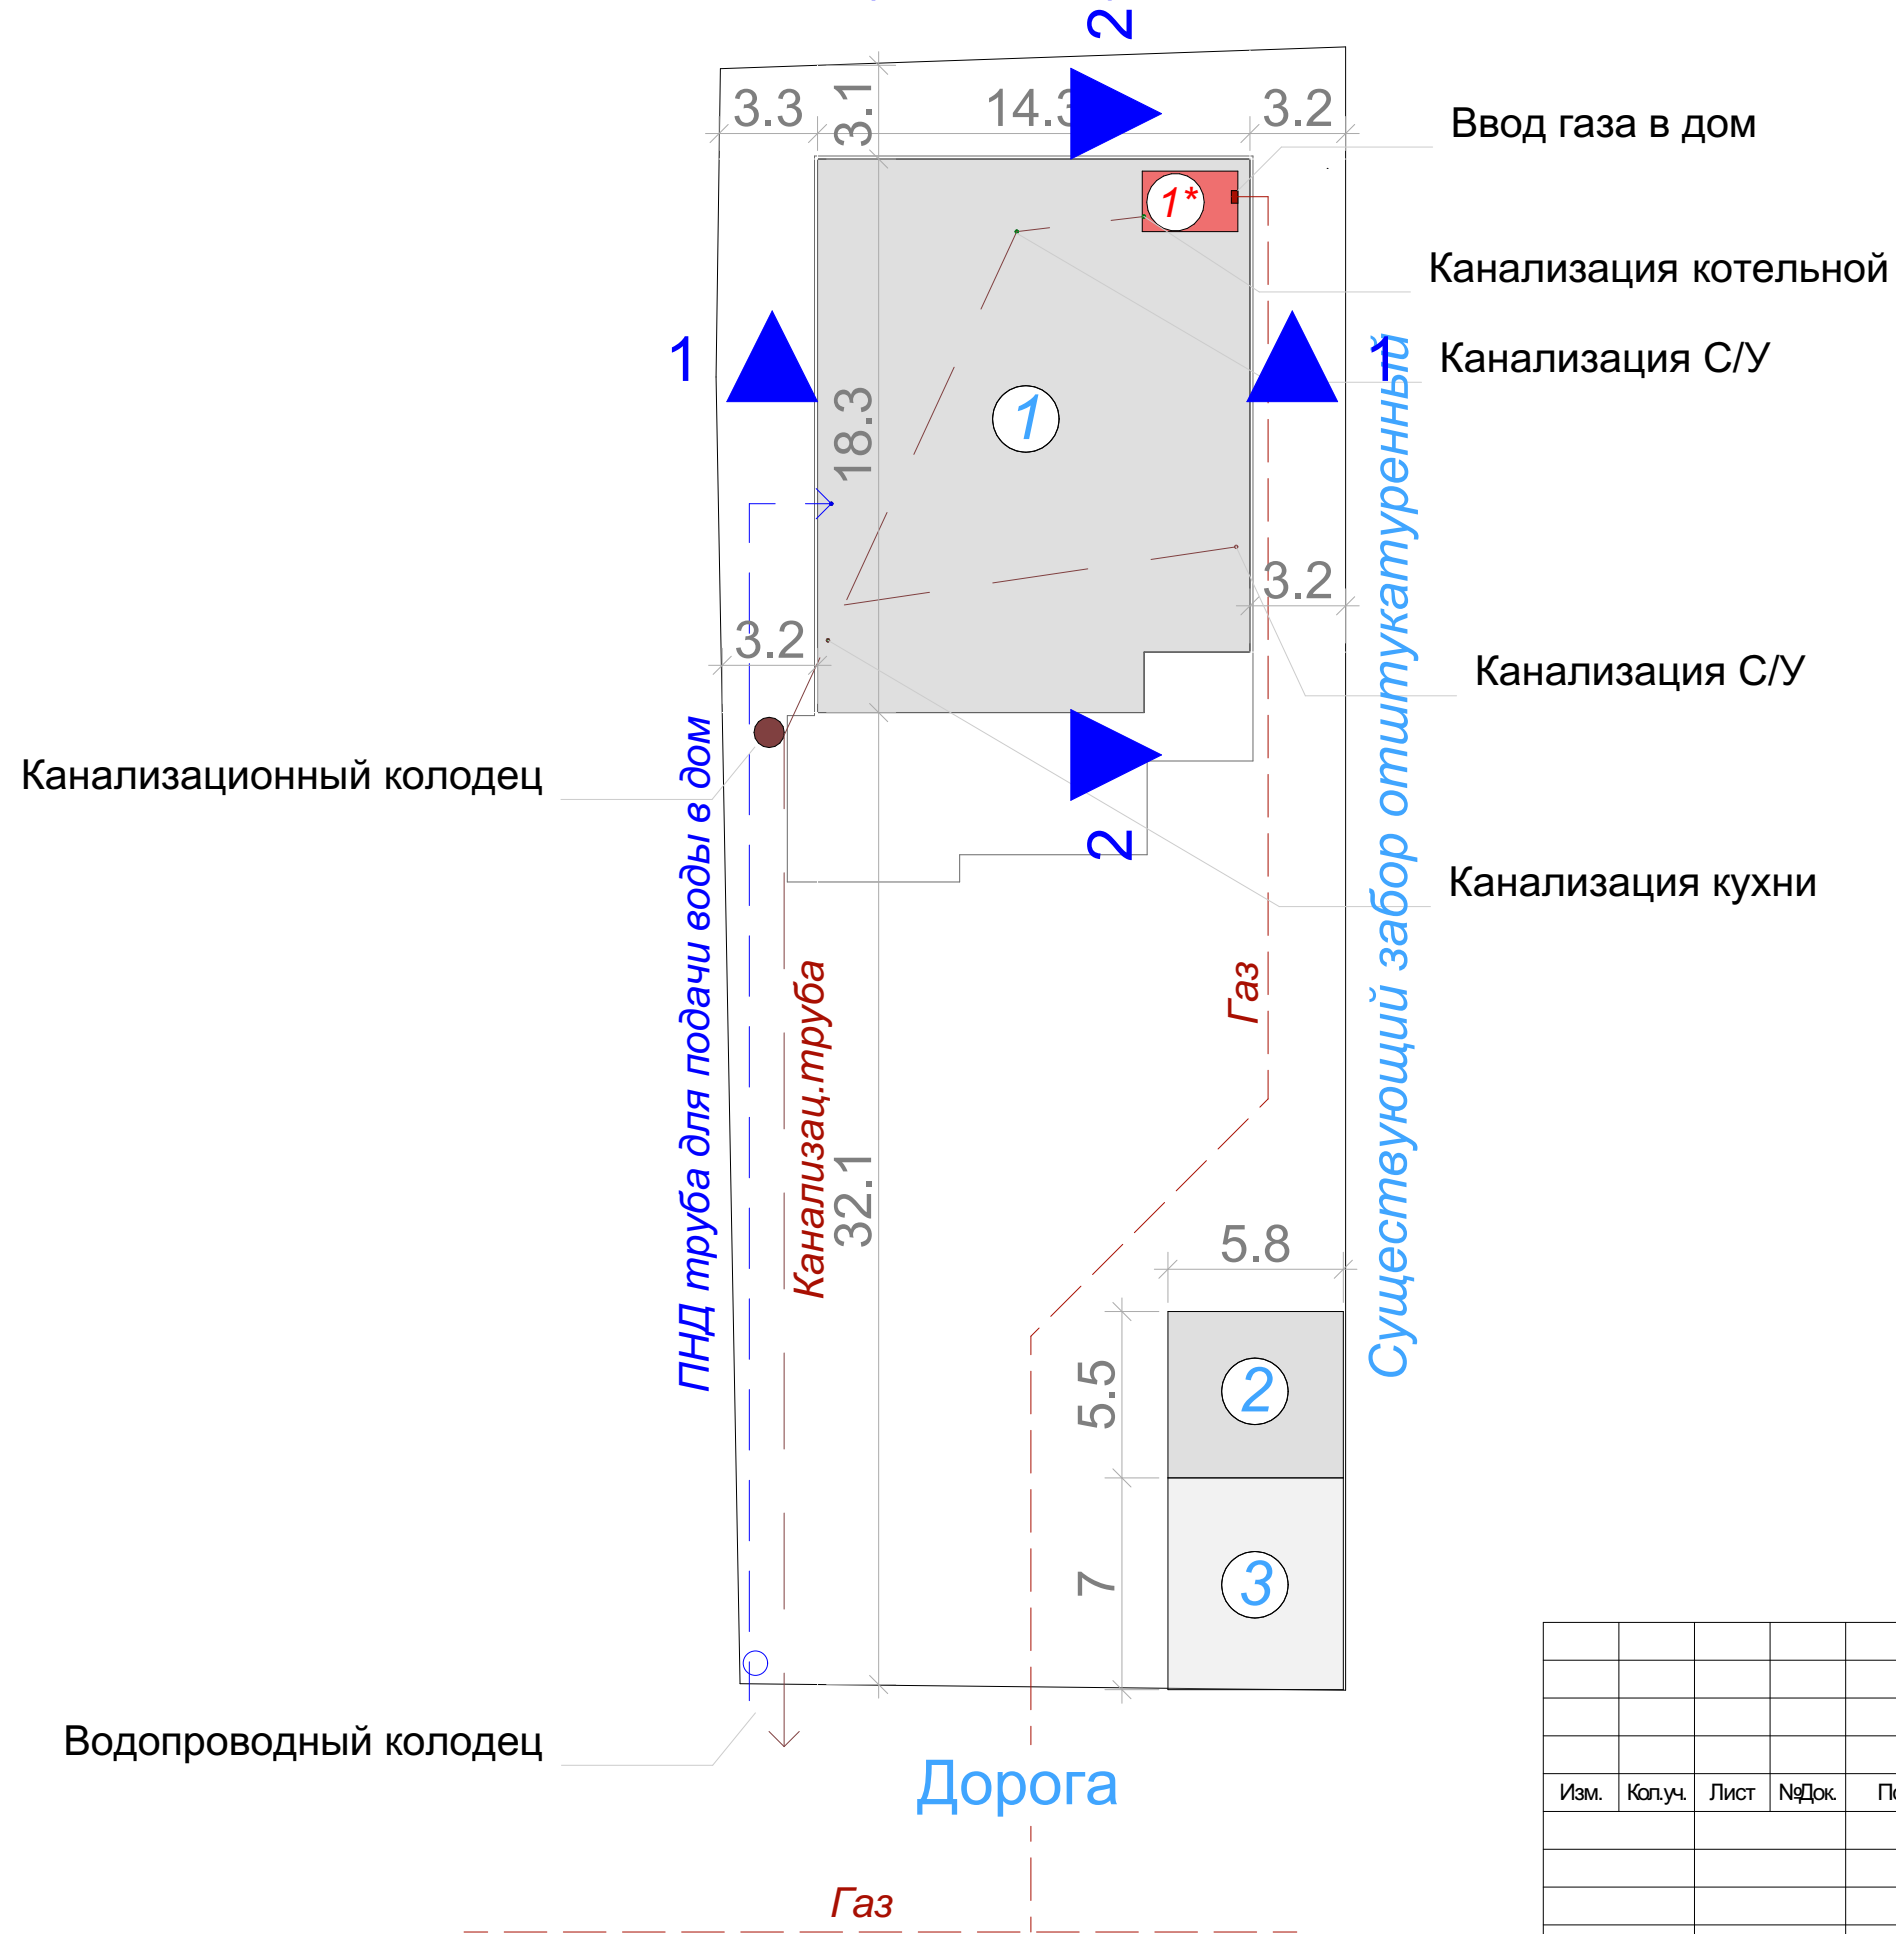 2
3.3
3.1
14.3
3.2
Ввод газа в дом
1*
Канализация котельной
1
1
Канализация С/У
18.3
1
3.2
3.2
Канализация С/У
Существующий забор отштукатуренный
Канализационный колодец
2
Канализация кухни
ПНД труба для подачи воды в дом
Канализац.труба
Газ
32.1
5.8
5.5
2
7
3
Водопроводный колодец
Дорога
Газ
Изм. Кол.уч. Лист №Док. По